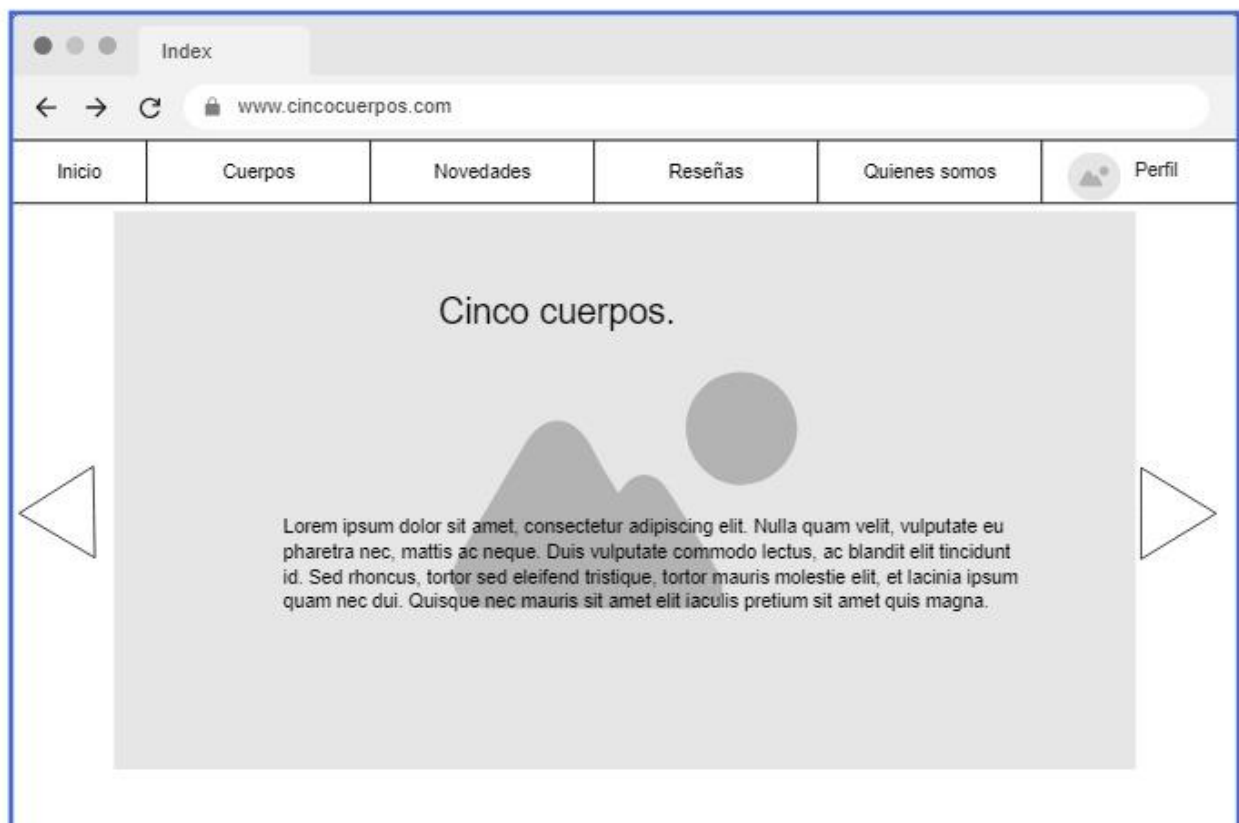 Index
www.cincocuerpos.com
Inicio Cuerpos Novedades Reseñas Quienes somos Perfil
Cinco cuerpos.
Lorem ipsum dolor sit amet, consectetur adipiscing elit. Nulla quam velit, vulputate eu
pharetra nec, mattis ac neque. Duis vulputate commodo lectus, ac blandit elit tincidunt
id. Sed rhoncus, tortor sed eleifend tristique, tortor mauris molestie elit, et lacinia ipsum
quam nec dui. Quisque nec mauris sit amet elit iaculis pretium sit amet quis magna.